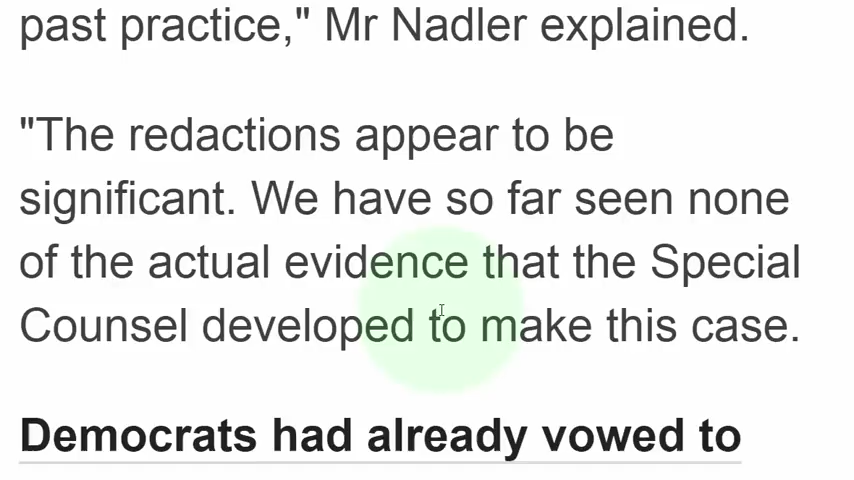 past practice," Mr Nadler explained.
"The redactions appear to be
significant. We have so far seen none
of the actual evidence that the Special
Counsel developed to make this case.
Democrats had already vowed to